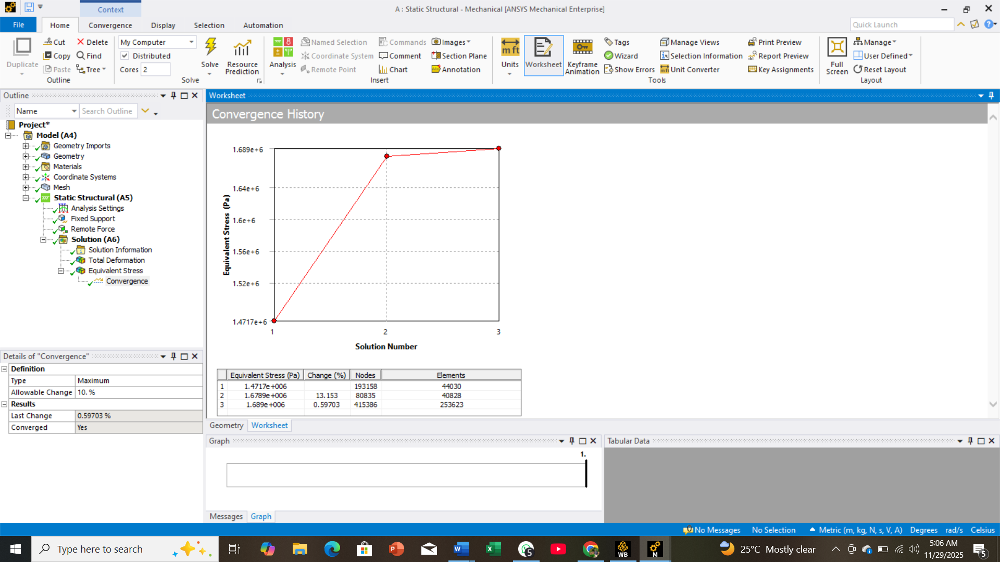 Context
A : Static Structural - Mechanical [ANSYS Mechanical Enterprise]
File
Home
Convergence
Display
Selection
Automation
Quick Launch
Duplicate
Cut
Copy
Paste
Delete
Find
Tree
Outline
My Computer
Distributed
Cores 2
Solve
Resource Prediction
Solve
Analysis
Named Selection
Coordinate System
Remote Point
Commands
Comment
Chart
Images
Section Plane
Annotation
Insert
m ft
Units
Worksheet
Keyframe Animation
Tags
Wizard
Show Errors
Manage Views
Selection Information
Unit Converter
Print Preview
Report Preview
Key Assignments
Tools
Full Screen
Manage
User Defined
Reset Layout
Layout
Outline
Name
Search Outline
Project*
Model (A4)
Geometry Imports
Geometry
Materials
Coordinate Systems
Mesh
Static Structural (A5)
Analysis Settings
Fixed Support
Remote Force
Solution (A6)
Solution Information
Total Deformation
Equivalent Stress
Convergence
Details of "Convergence"
Definition
Type Maximum
Allowable Change 10. %
Results
Last Change 0.59703 %
Converged Yes
Worksheet
Convergence History
1.689e+6
1.64e+6
1.6e+6
1.56e+6
1.52e+6
1.4717e+6
Equivalent Stress (Pa)
1 2 3
Solution Number
Equivalent Stress (Pa) Change (%) Nodes Elements
1 1.4717e+006 193158 44030
2 1.6789e+006 13.153 80835 40828
3 1.689e+006 0.59703 415386 253623
Geometry Worksheet
Graph
1.
Messages Graph
Tabular Data
No Messages No Selection Metric (m, kg, N, s, V, A) Degrees rad/s Celsius
Type here to search
5
WB
M
25°C Mostly clear
5:06 AM
11/29/2025
5